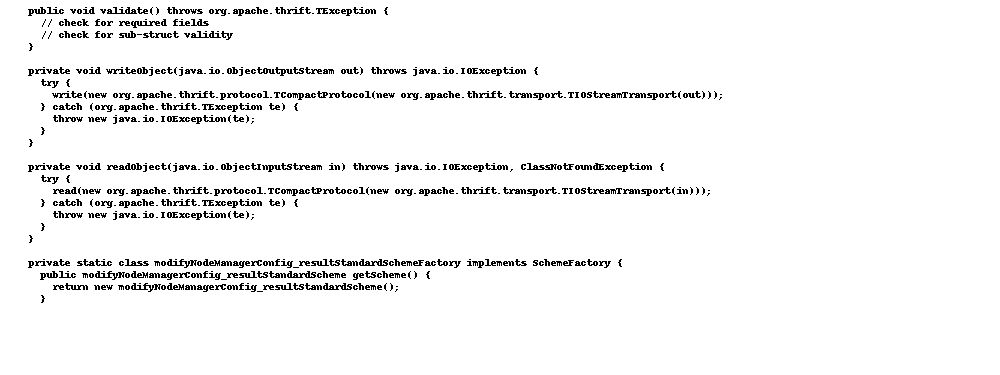 public void validate() throws org.apache.thrift.TException {
  // check for required fields
  // check for sub-struct validity
}

private void writeObject(java.io.ObjectOutputStream out) throws java.io.IOException {
  try {
    write(new org.apache.thrift.protocol.TCompactProtocol(new org.apache.thrift.transport.TIOStreamTransport(out)));
  } catch (org.apache.thrift.TException te) {
    throw new java.io.IOException(te);
  }
}

private void readObject(java.io.ObjectInputStream in) throws java.io.IOException, ClassNotFoundException {
  try {
    read(new org.apache.thrift.protocol.TCompactProtocol(new org.apache.thrift.transport.TIOStreamTransport(in)));
  } catch (org.apache.thrift.TException te) {
    throw new java.io.IOException(te);
  }
}

private static class modifyNodeManagerConfig_resultStandardSchemeFactory implements SchemeFactory {
  public modifyNodeManagerConfig_resultStandardScheme getScheme() {
    return new modifyNodeManagerConfig_resultStandardScheme();
  }